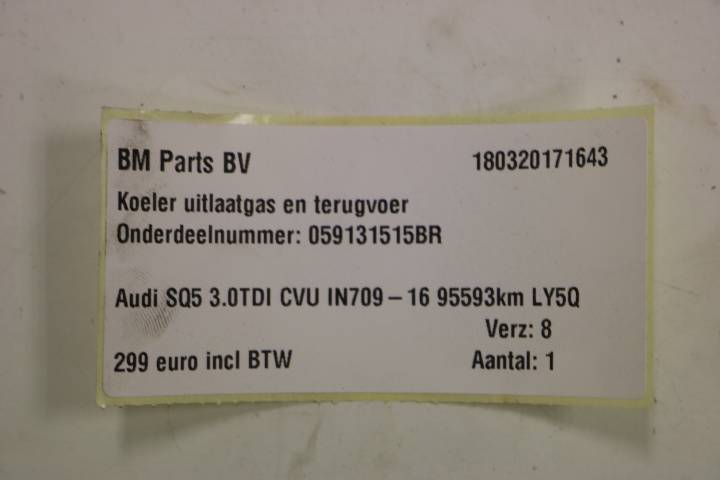 BM Parts BV 180320171643
Koeler uitlaatgas en terugvoer
Onderdeelnummer: 059131515BR
Audi SQ5 3.0TDI CVU IN709 – 16 95593km LY5Q
Verz: 8
299 euro incl BTW Aantal: 1